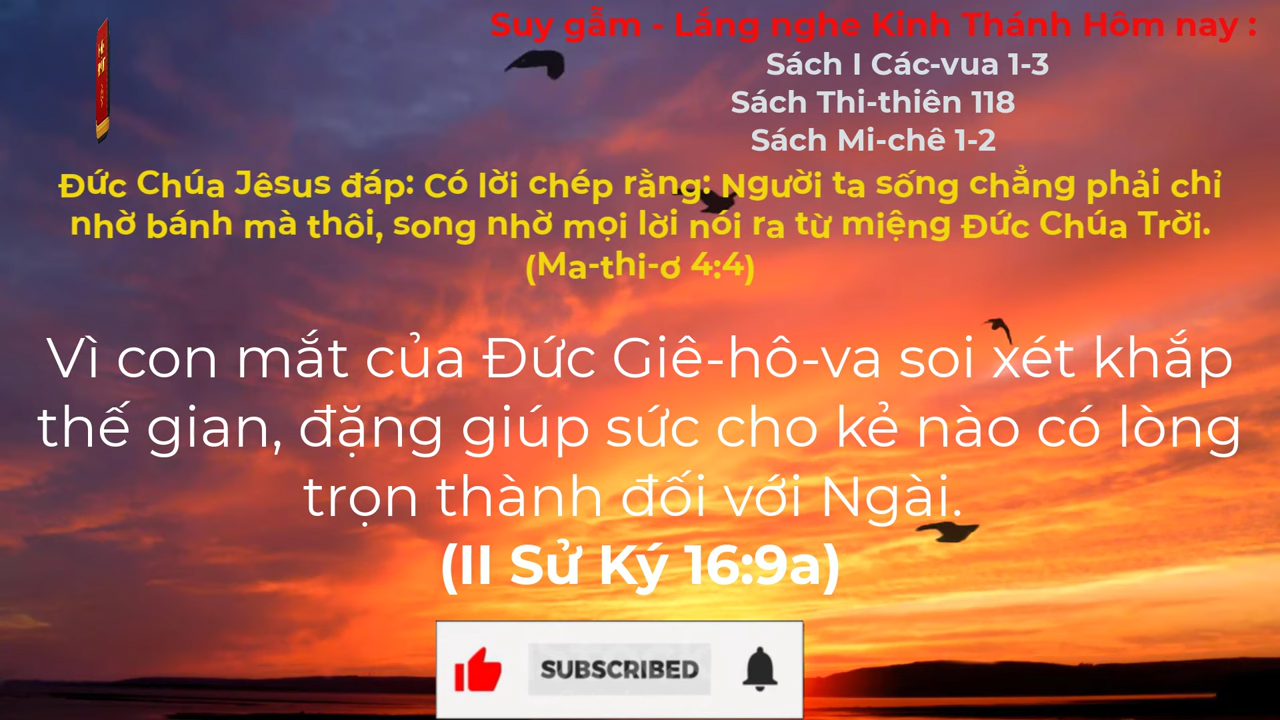 Suy gẫm - Lắng nghe Kinh Thánh Hôm nay :
Sách I Các-vua 1-3
Sách Thi-thiên 118
Sách Mi-chê 1-2
Đức Chúa Jêsus đáp: Có lời chép rằng: Người ta sống chẳng phải chỉ
nhờ bánh mà thôi, song nhờ mọi lời nói ra từ miệng Đức Chúa Trời.
(Ma-thi-ơ 4:4)
Vì con mắt của Đức Giê-hô-va soi xét khắp
thế gian, đặng giúp sức cho kẻ nào có lòng
trọn thành đối với Ngài.
(II Sử Ký 16:9a)
SUBSCRIBED